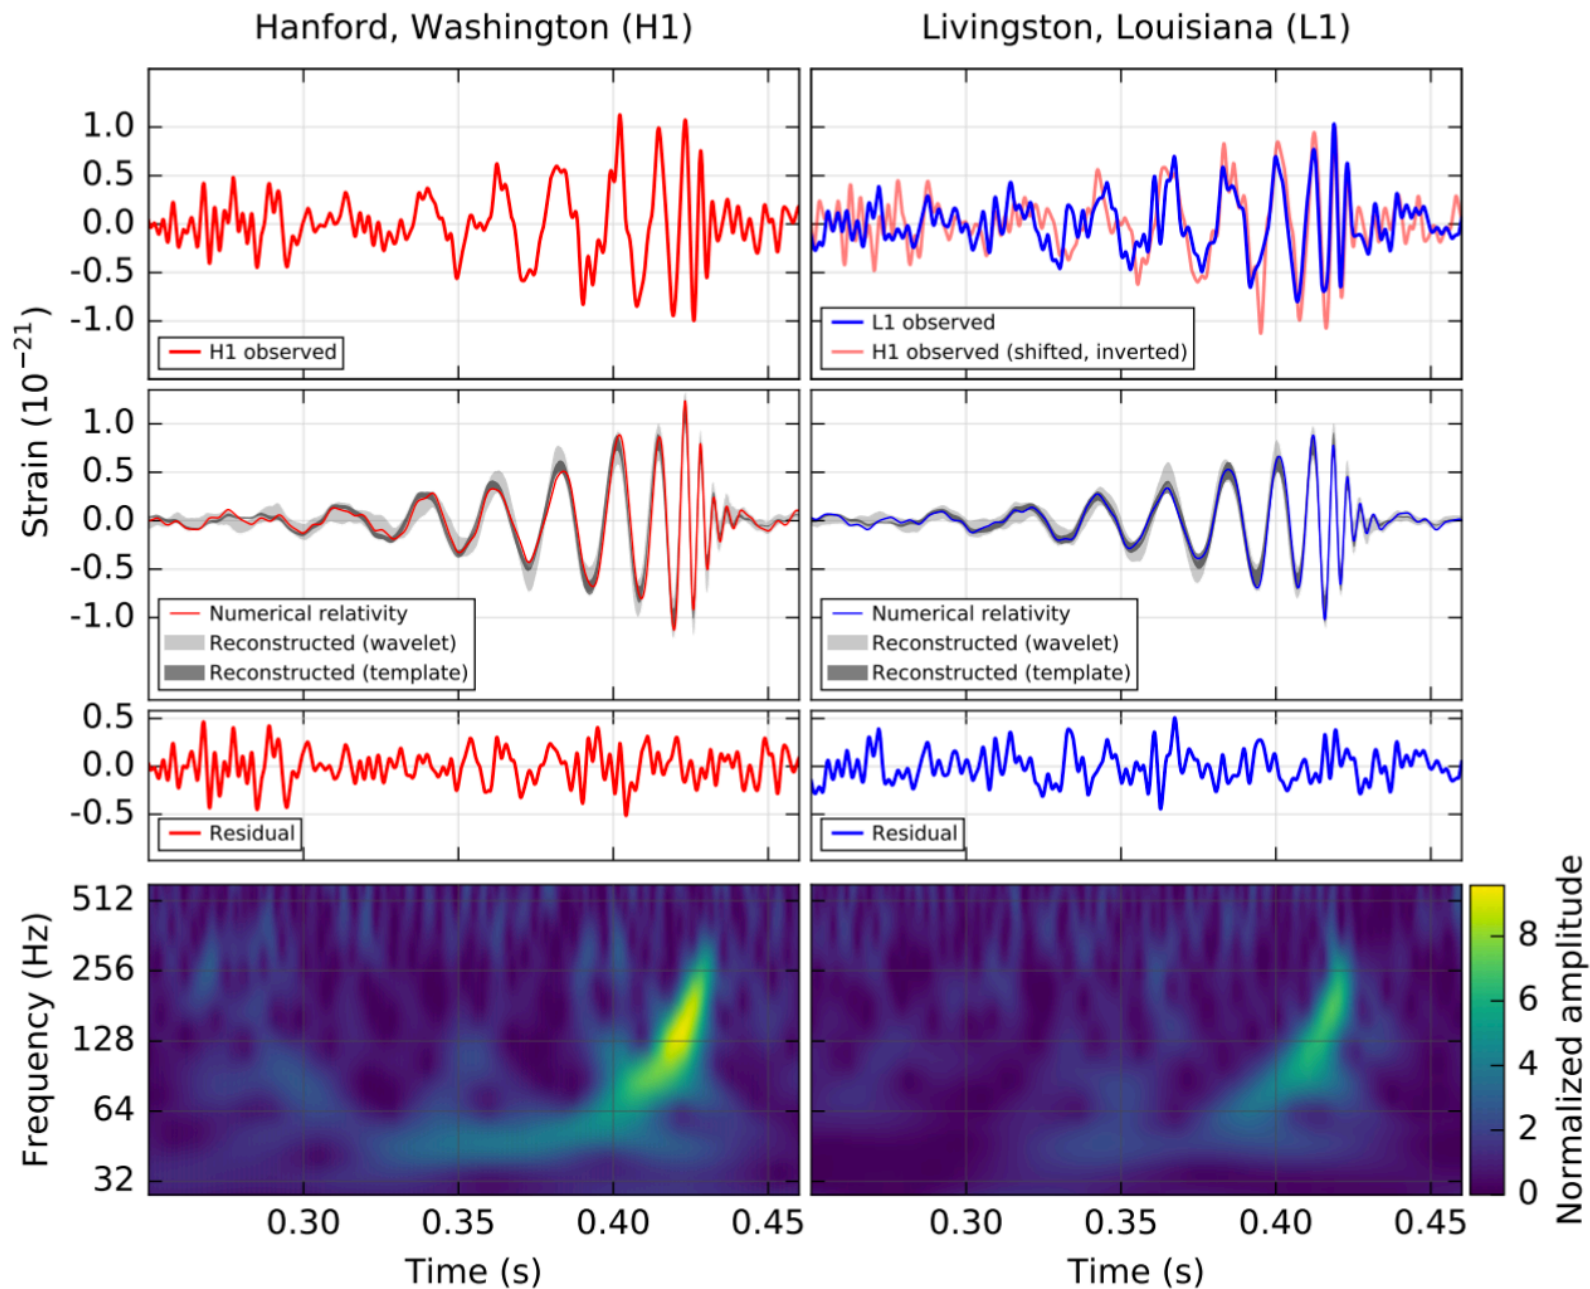 Hanford, Washington (H1)
Livingston, Louisiana (L1)
Strain (10⁻²¹)
1.0
0.5
0.0
-0.5
-1.0
H1 observed
L1 observed
H1 observed (shifted, inverted)
1.0
0.5
0.0
-0.5
-1.0
Numerical relativity
Reconstructed (wavelet)
Reconstructed (template)
Numerical relativity
Reconstructed (wavelet)
Reconstructed (template)
0.5
0.0
-0.5
Residual
Residual
Frequency (Hz)
512
256
128
64
32
Normalized amplitude
8
6
4
2
0
0.30 0.35 0.40 0.45
0.30 0.35 0.40 0.45
Time (s)
Time (s)